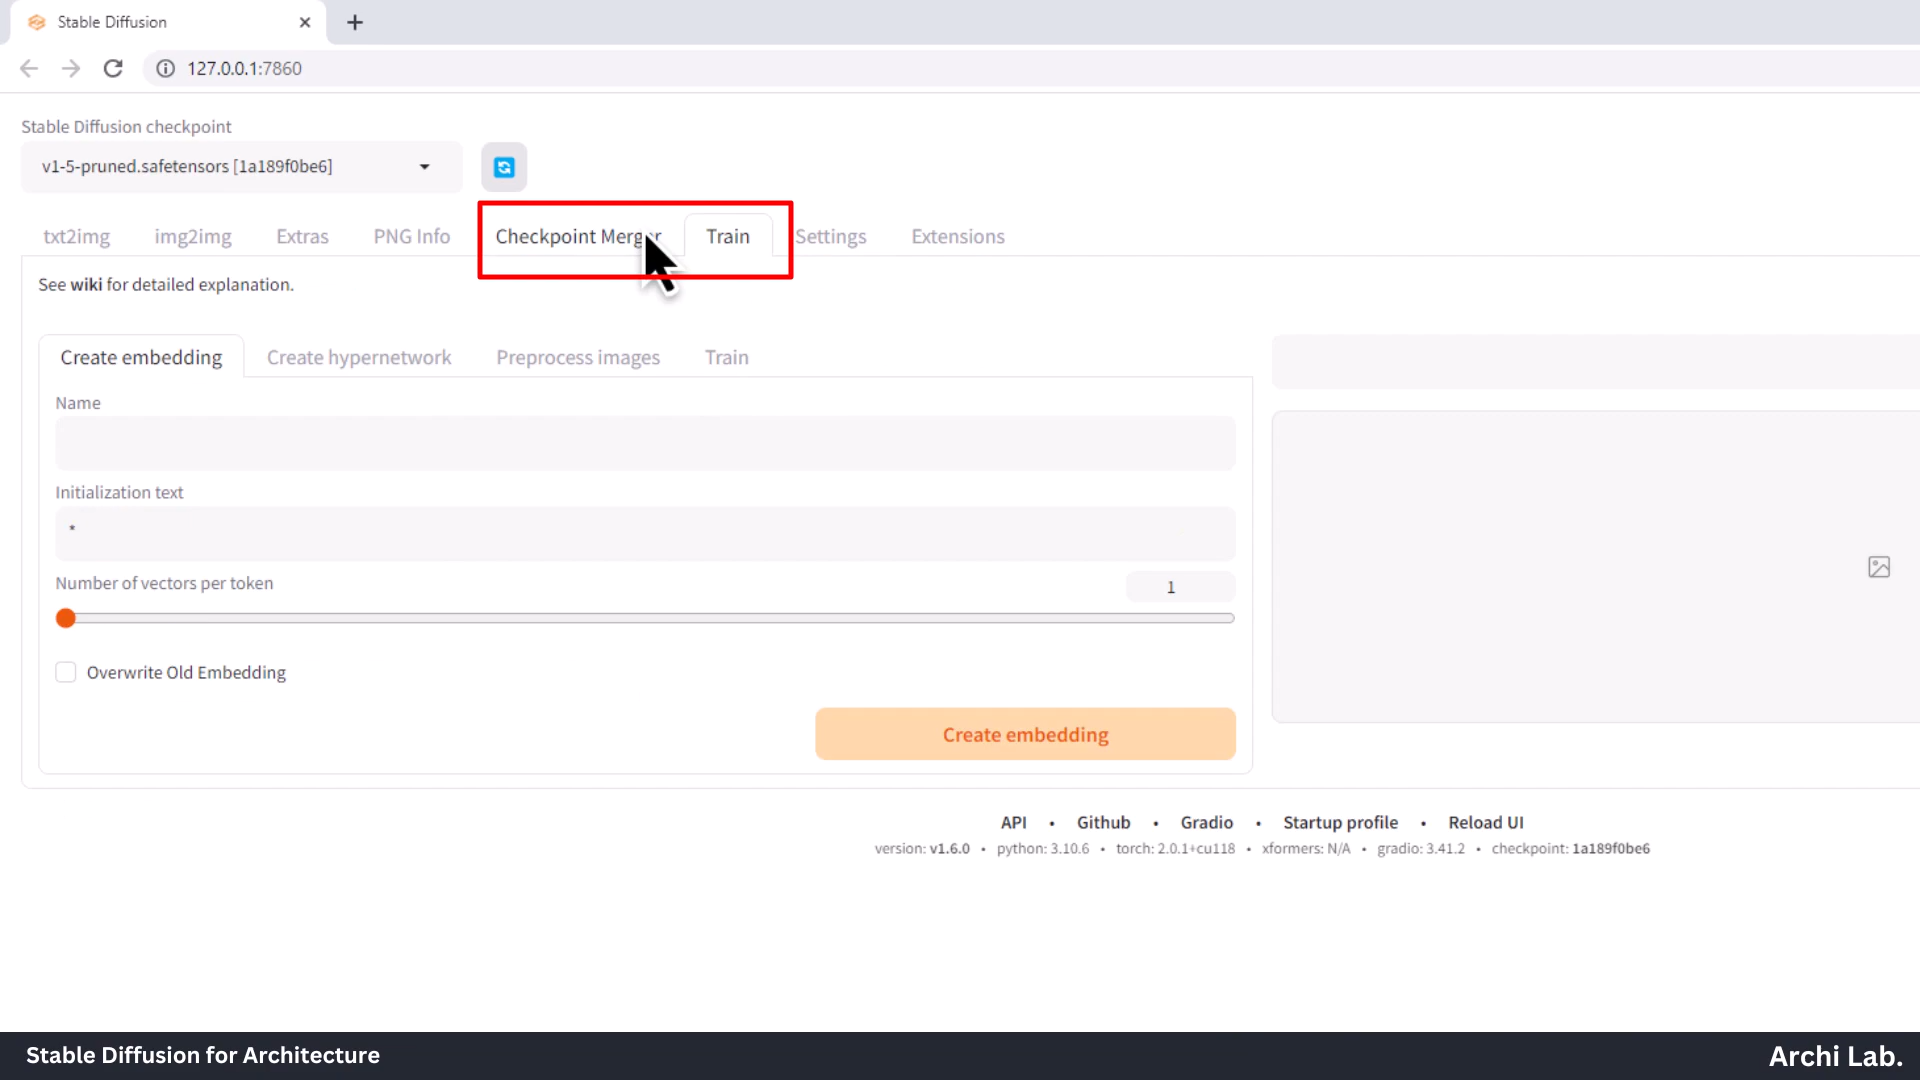 Stable Diffusion
127.0.0.1:7860
Stable Diffusion checkpoint
v1-5-pruned.safetensors [1a189f0be6]
txt2img img2img Extras PNG Info Checkpoint Merger Train Settings Extensions
See wiki for detailed explanation.
Create embedding Create hypernetwork Preprocess images Train
Name
Initialization text
*
Number of vectors per token
1
Overwrite Old Embedding
Create embedding
API • Github • Gradio • Startup profile • Reload UI
version: v1.6.0 • python: 3.10.6 • torch: 2.0.1+cu118 • xformers: N/A • gradio: 3.41.2 • checkpoint: 1a189f0be6
Stable Diffusion for Architecture
Archi Lab.